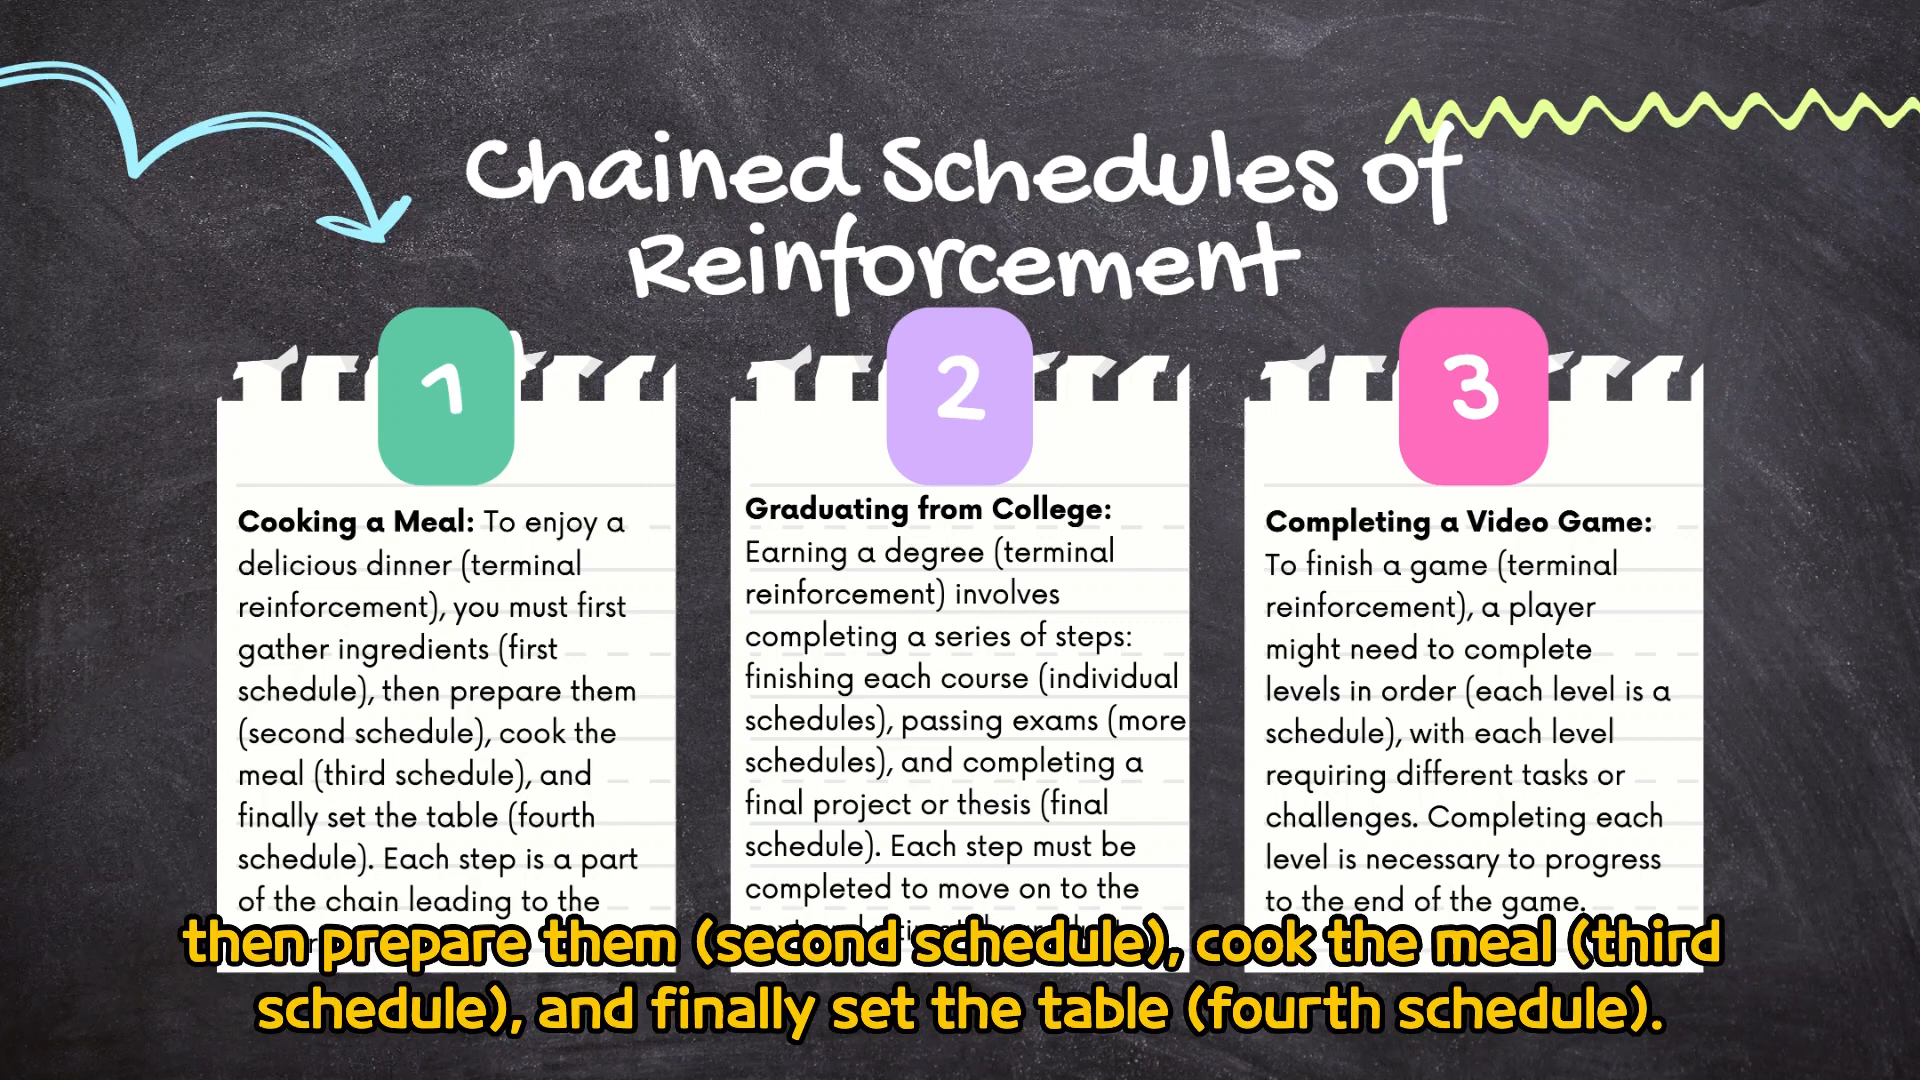 Chained Schedules of
Reinforcement
1
Cooking a Meal: To enjoy a
delicious dinner (terminal
reinforcement), you must first
gather ingredients (first
schedule), then prepare them
(second schedule), cook the
meal (third schedule), and
finally set the table (fourth
schedule). Each step is a part
of the chain leading to the
2
Graduating from College:
Earning a degree (terminal
reinforcement) involves
completing a series of steps:
finishing each course (individual
schedules), passing exams (more
schedules), and completing a
final project or thesis (final
schedule). Each step must be
completed to move on to the
3
Completing a Video Game:
To finish a game (terminal
reinforcement), a player
might need to complete
levels in order (each level is a
schedule), with each level
requiring different tasks or
challenges. Completing each
level is necessary to progress
to the end of the game.
then prepare them (second schedule), cook the meal (third
schedule), and finally set the table (fourth schedule).